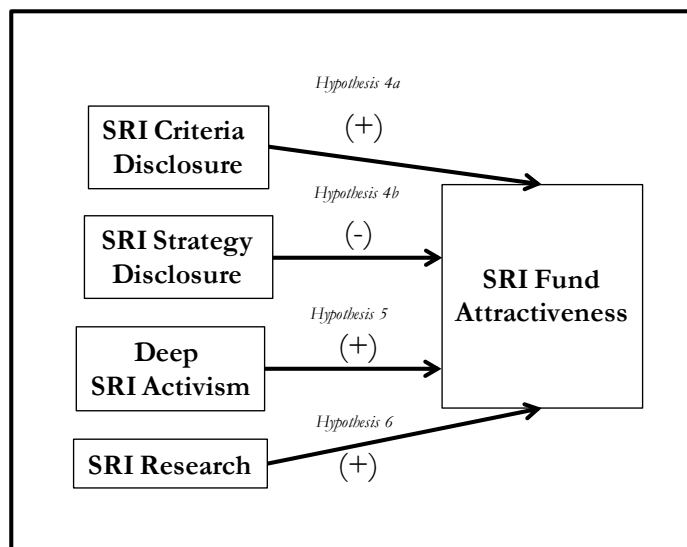 Hypothesis 4a
(+)
SRI Criteria
Disclosure
Hypothesis 4b
(-)
SRI Strategy
Disclosure
SRI Fund
Attractiveness
Hypothesis 5
(+)
Deep
SRI Activism
Hypothesis 6
(+)
SRI Research